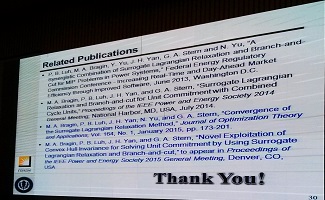 Related Publications
P. B. Luh, M. A. Bragin, Y. Yu, J. H. Yan, G. A. Stern and N. Yu, "A
Synergistic Combination of Surrogate Lagrangian Relaxation and Branch-and-
Cut for MIP Problems in Power Systems," Federal Energy Regulatory
Commission Conference – Increasing Real-Time and Day-Ahead Market
Efficiency through Improved Software, June 2013, Washington D.C.
M. A. Bragin, P. B. Luh, J. H. Yan, and G. A. Stern, "Surrogate Lagrangian
Relaxation and Branch-and-cut for Unit Commitment with Combined
Cycle Units," Proceedings of the IEEE Power and Energy Society 2014
General Meeting, National Harbor, MD, USA, July 2014.
M. A. Bragin, P. B. Luh, J. H. Yan, N. Yu, and G. A. Stern, "Convergence of
the Surrogate Lagrangian Relaxation Method," Journal of Optimization Theory
and Applications, Vol. 164, No. 1, January 2015, pp. 173-201.
M. A. Bragin, P. B. Luh, J. H. Yan, and G. A. Stern, "Novel Exploitation of
Convex Hull Invariance for Solving Unit Commitment by Using Surrogate
Lagrangian Relaxation and Branch-and-cut," to appear in Proceedings of
the IEEE Power and Energy Society 2015 General Meeting, Denver, CO,
USA
Thank You!
30